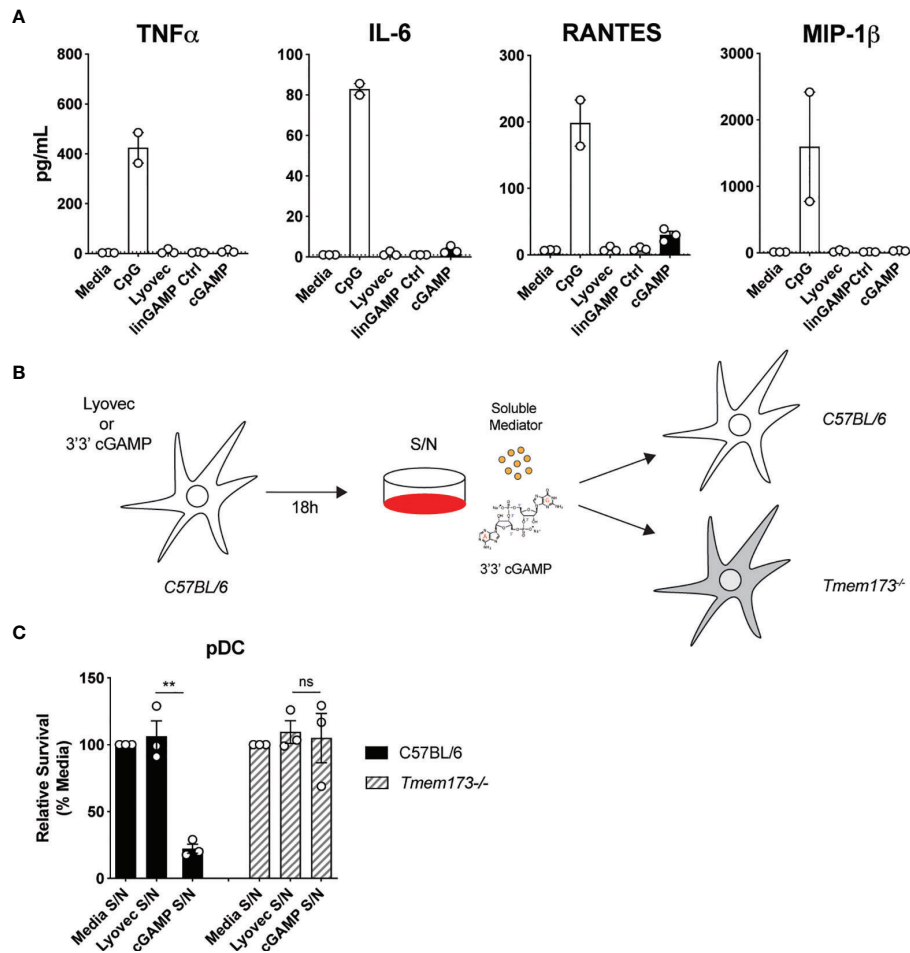 A
TNFα
IL-6
RANTES
MIP-1β
pg/mL
800
600
400
200
0
100
80
60
40
20
0
300
200
100
0
3000
2000
1000
0
Media
CpG
Lyovec
linGAMP Ctrl
cGAMP
Media
CpG
Lyovec
linGAMP Ctrl
cGAMP
Media
CpG
Lyovec
linGAMP Ctrl
cGAMP
Media
CpG
Lyovec
linGAMPCtrl
cGAMP
B
Lyovec
or
3'3' cGAMP
C57BL/6
18h
S/N
Soluble
Mediator
3'3' cGAMP
C57BL/6
Tmem173-/-
C
pDC
Relative Survival
(% Media)
150
100
50
0
**
ns
Media S/N
Lyovec S/N
cGAMP S/N
Media S/N
Lyovec S/N
cGAMP S/N
C57BL/6
Tmem173-/-